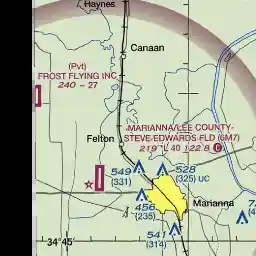 Haynes
Canaan
(Pvt)
FROST FLYING INC
240 - 27
MARIANNA/LEE COUNTY-
STEVE EDWARDS FLD (6M7)
219 *L 40 122.8 C
Felton
549
(331)
528
(325) UC
456
(235)
Marianna
541
(314)
34°45'